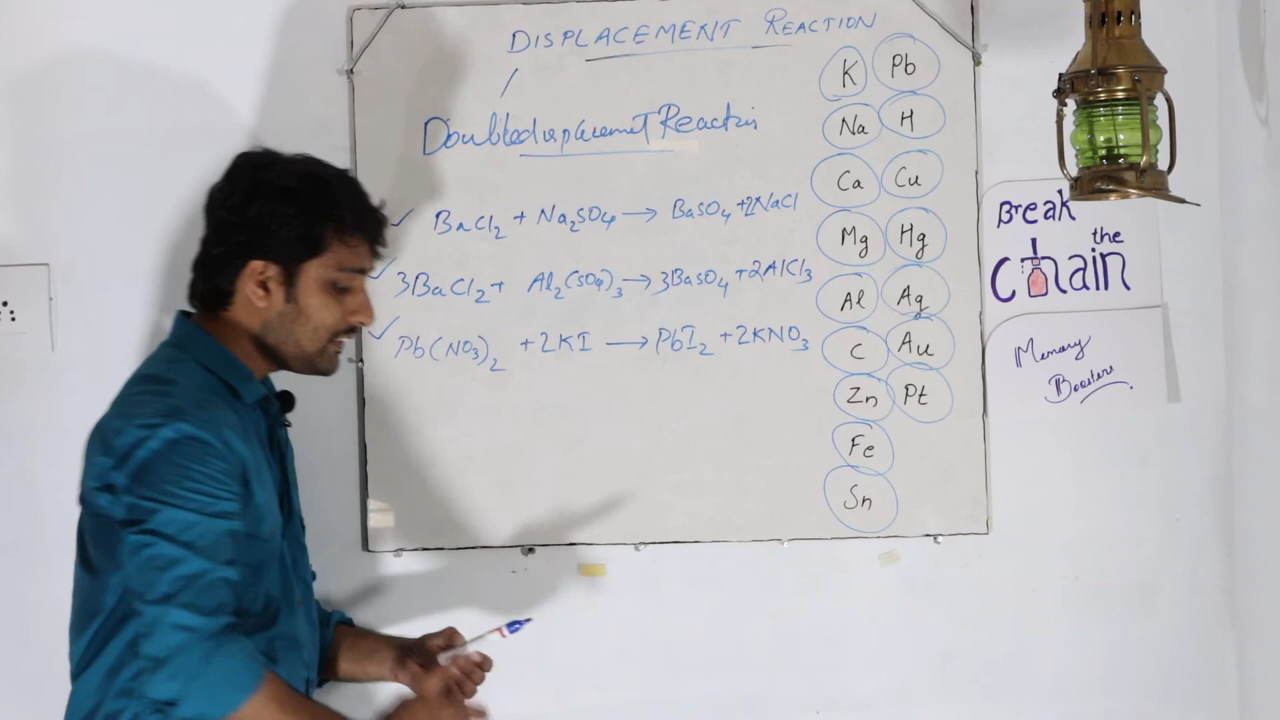 DISPLACEMENT REACTION
Doubledisplacement Reaction
BaCl2 + Na2SO4 → BaSO4 + 2NaCl
3BaCl2 + Al2(SO4)3 → 3BaSO4 + 2AlCl3
Pb(NO3)2 + 2KI → PbI2 + 2KNO3
K Pb
Na H
Ca Cu
Mg Hg
Al Ag
C Au
Zn Pt
Fe
Sn
Break
the
Chain
Memory
Boosters